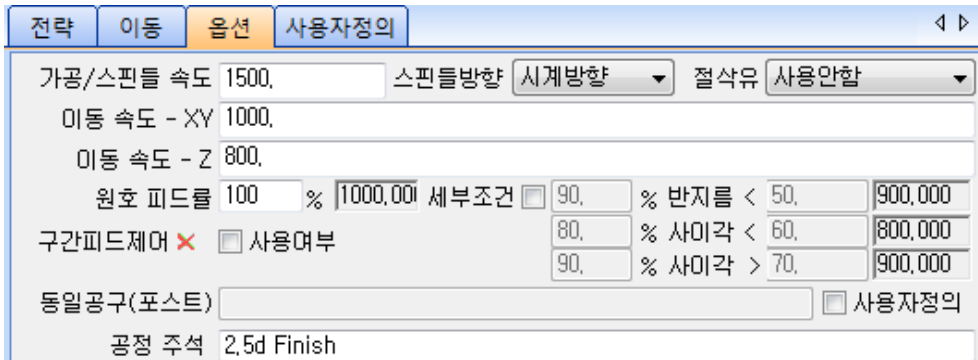 전략 이동 옵션 사용자정의
가공/스핀들 속도 1500. 스핀들방향 시계방향 절삭유 사용안함
이동 속도 - XY 1000.
이동 속도 - Z 800.
원호 피드률 100 % 1000.00 세부조건 90. % 반지름 < 50. 900.000
80. % 사이각 < 60. 800.000
구간피드제어 사용여부
90. % 사이각 > 70. 900.000
동일공구(포스트) 사용자정의
공정 주석 2.5d Finish